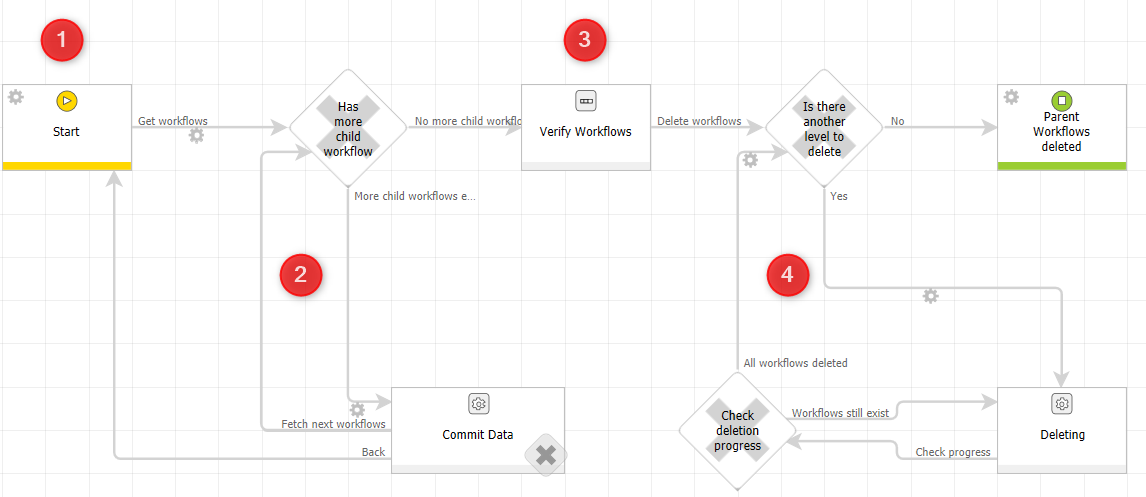 1
3
Start
Get workflows
Has
more
child
workflow
No more child workflo
Verify Workflows
Delete workflows
Is there
another
level to
delete
No
Parent
Workflows
deleted
More child workflows e...
Yes
2
4
All workflows deleted
Fetch next workflows
Back
Commit Data
Check
deletion
progress
Workflows still exist
Check progress
Deleting